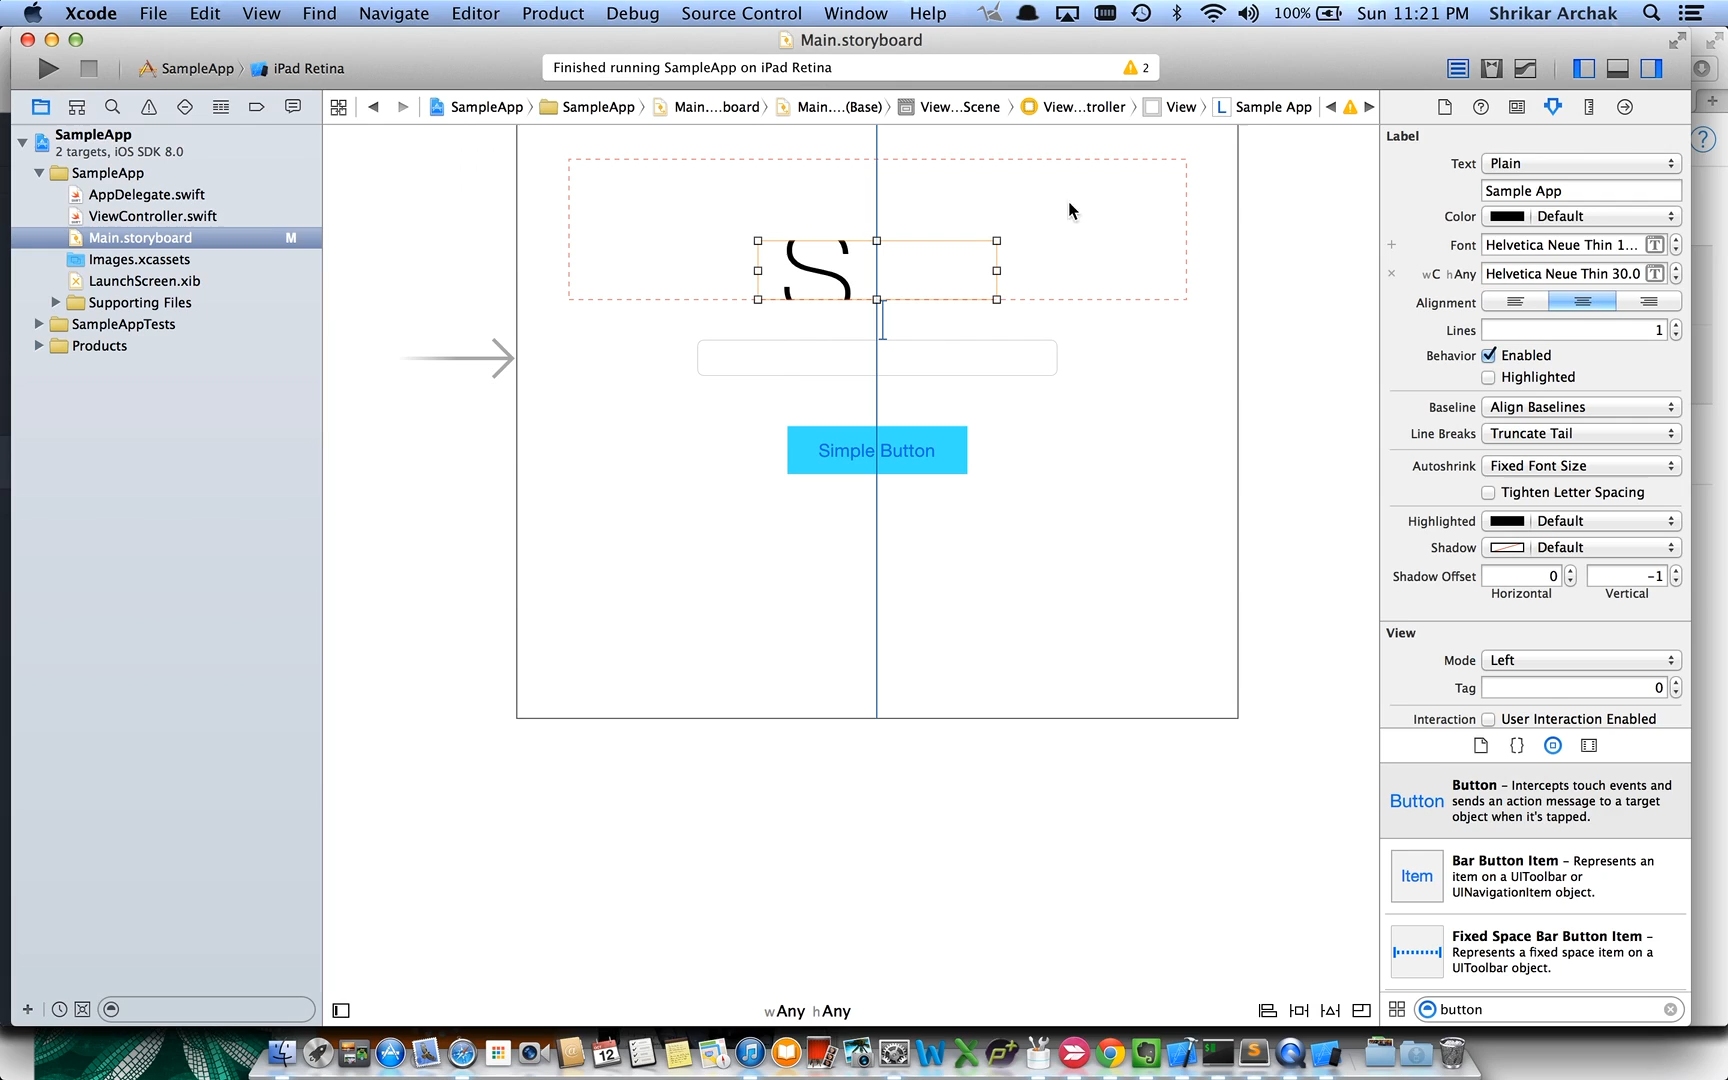 Xcode File Edit View Find Navigate Editor Product Debug Source Control Window Help 100% Sun 11:21 PM Shrikar Archak
Main.storyboard
SampleApp iPad Retina
Finished running SampleApp on iPad Retina 2
SampleApp SampleApp Main....board Main....(Base) View...Scene View...troller View L Sample App
SampleApp
2 targets, iOS SDK 8.0
SampleApp
AppDelegate.swift
ViewController.swift
Main.storyboard M
Images.xcassets
LaunchScreen.xib
Supporting Files
SampleAppTests
Products
S
Simple Button
wAny hAny
Label
Text Plain
Sample App
Color Default
+ Font Helvetica Neue Thin 1... T
× wC hAny Helvetica Neue Thin 30.0 T
Alignment
Lines 1
Behavior Enabled
Highlighted
Baseline Align Baselines
Line Breaks Truncate Tail
Autoshrink Fixed Font Size
Tighten Letter Spacing
Highlighted Default
Shadow Default
Shadow Offset 0 -1
Horizontal Vertical
View
Mode Left
Tag 0
Interaction User Interaction Enabled
Button
Button - Intercepts touch events and
sends an action message to a target
object when it's tapped.
Item
Bar Button Item - Represents an
item on a UIToolbar or
UINavigationItem object.
Fixed Space Bar Button Item -
Represents a fixed space item on a
UIToolbar object.
button
12